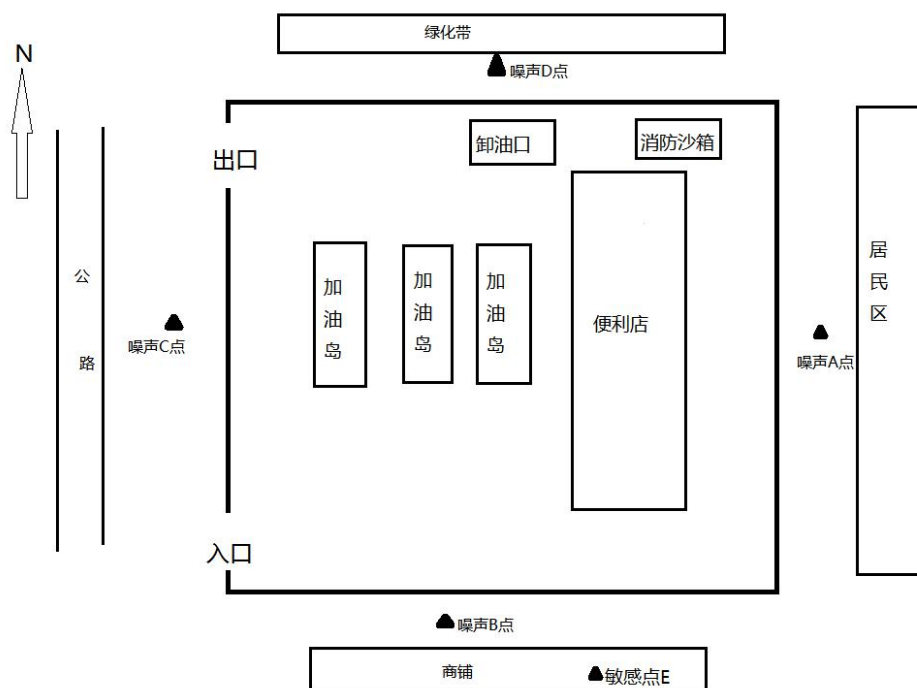 绿化带
N
噪声D点
卸油口
消防沙箱
出口
居民区
公路
加油岛
加油岛
加油岛
便利店
噪声C点
噪声A点
入口
噪声B点
商铺
敏感点E